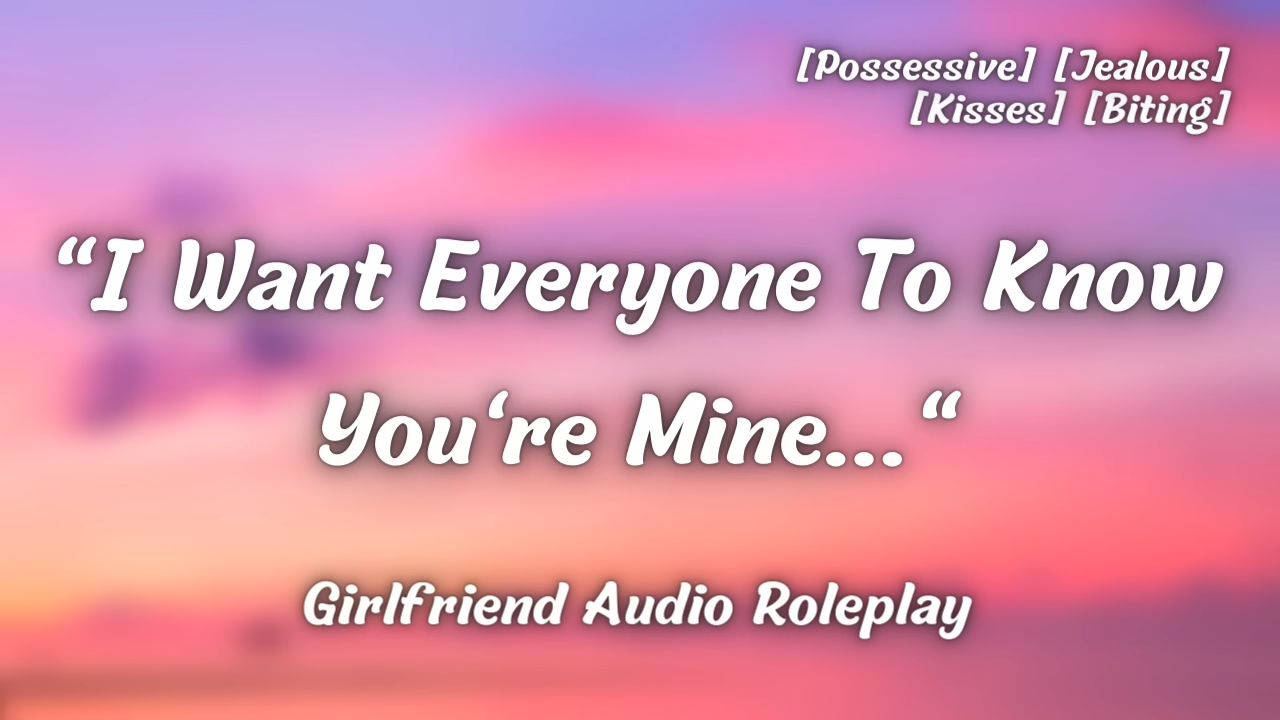 [Possessive] [Jealous]
[Kisses] [Biting]
“I Want Everyone To Know
You‘re Mine...“
Girlfriend Audio Roleplay